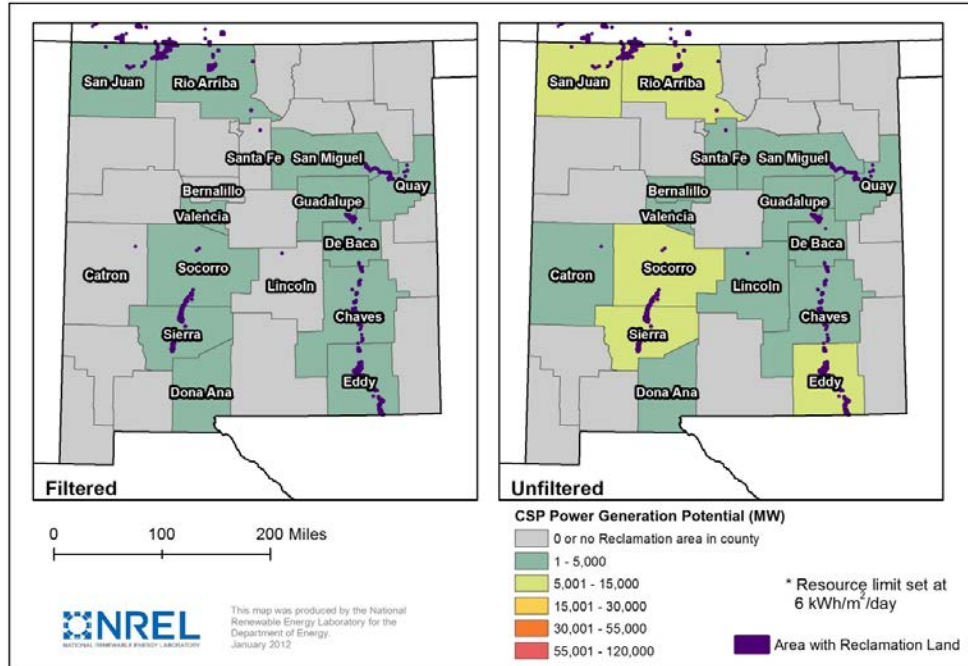 San Juan
Rio Arriba
Santa Fe
San Miguel
Quay
Bernalillo
Guadalupe
Valencia
De Baca
Catron
Socorro
Lincoln
Chaves
Sierra
Dona Ana
Eddy
Filtered
San Juan
Rio Arriba
Santa Fe
San Miguel
Quay
Bernalillo
Guadalupe
Valencia
De Baca
Catron
Socorro
Lincoln
Chaves
Sierra
Dona Ana
Eddy
Unfiltered
0 100 200 Miles
NREL
NATIONAL RENEWABLE ENERGY LABORATORY
This map was produced by the National
Renewable Energy Laboratory for the
Department of Energy.
January 2012
CSP Power Generation Potential (MW)
0 or no Reclamation area in county
1 - 5,000
5,001 - 15,000
15,001 - 30,000
30,001 - 55,000
55,001 - 120,000
* Resource limit set at
6 kWh/m²/day
Area with Reclamation Land